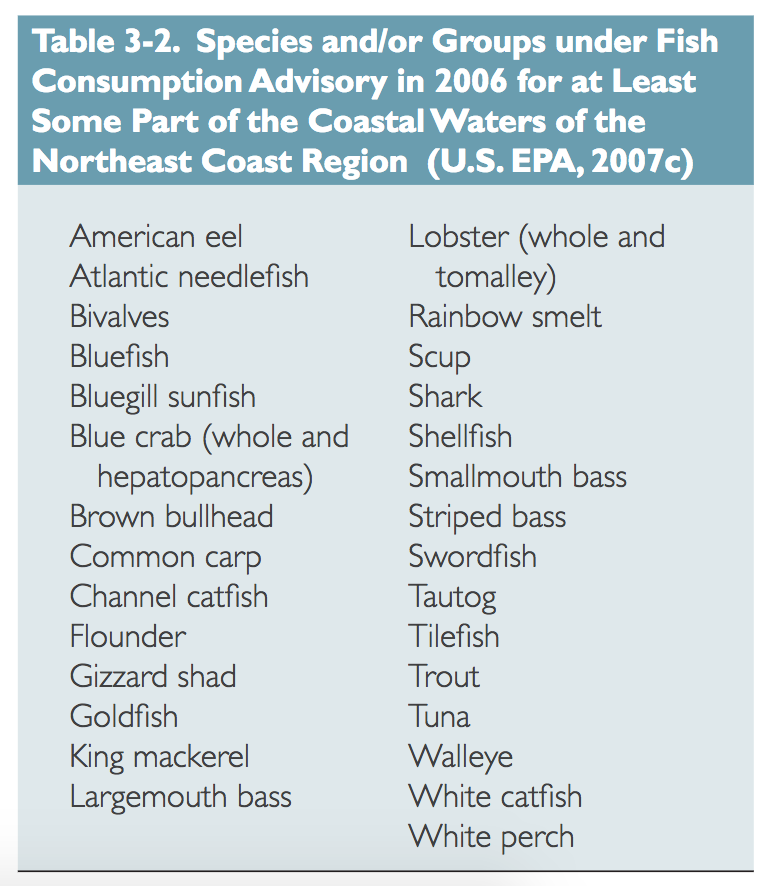 Table 3-2. Species and/or Groups under Fish
Consumption Advisory in 2006 for at Least
Some Part of the Coastal Waters of the
Northeast Coast Region (U.S. EPA, 2007c)
American eel
Atlantic needlefish
Bivalves
Bluefish
Bluegill sunfish
Blue crab (whole and
hepatopancreas)
Brown bullhead
Common carp
Channel catfish
Flounder
Gizzard shad
Goldfish
King mackerel
Largemouth bass
Lobster (whole and
tomalley)
Rainbow smelt
Scup
Shark
Shellfish
Smallmouth bass
Striped bass
Swordfish
Tautog
Tilefish
Trout
Tuna
Walleye
White catfish
White perch